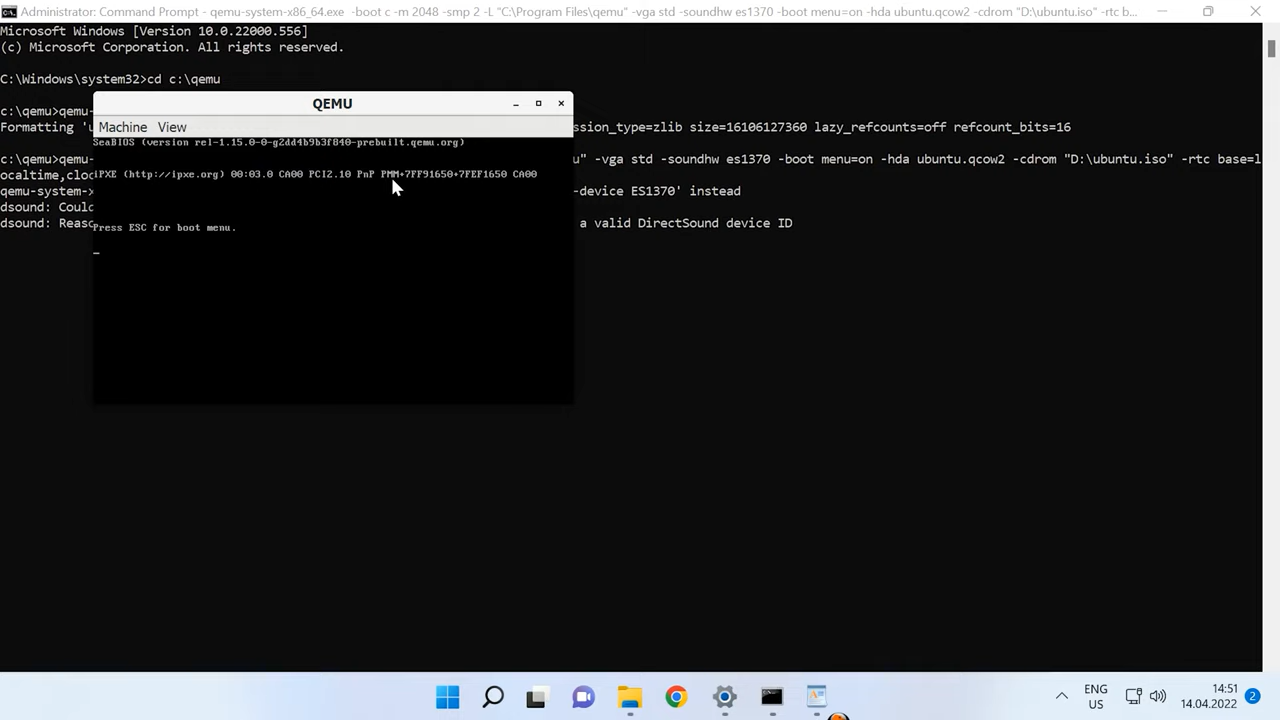 Administrator: Command Prompt - qemu-system-x86_64.exe -boot c -m 2048 -smp 2 -L "C:\Program Files\qemu" -vga std -soundhw es1370 -boot menu=on -hda ubuntu.qcow2 -cdrom "D:\ubuntu.iso" -rtc b...
Microsoft Windows [Version 10.0.22000.556]
(c) Microsoft Corporation. All rights reserved.
C:\Windows\system32>cd c:\qemu
c:\qemu>qemu-
Formatting 'u
ssion_type=zlib size=16106127360 lazy_refcounts=off refcount_bits=16
c:\qemu>qemu-
u" -vga std -soundhw es1370 -boot menu=on -hda ubuntu.qcow2 -cdrom "D:\ubuntu.iso" -rtc base=l
ocaltime,cloc
qemu-system-
-device ES1370' instead
dsound: Coul
dsound: Reas
a valid DirectSound device ID
QEMU
Machine View
SeaBIOS (version rel-1.15.0-0-g2dd4b9b3f840-prebuilt.qemu.org)
iPXE (http://ipxe.org) 00:03.0 CA00 PCI2.10 PnP PMM+7FF91650+7FEF1650 CA00
Press ESC for boot menu.
ENG
US
14:51
14.04.2022
2